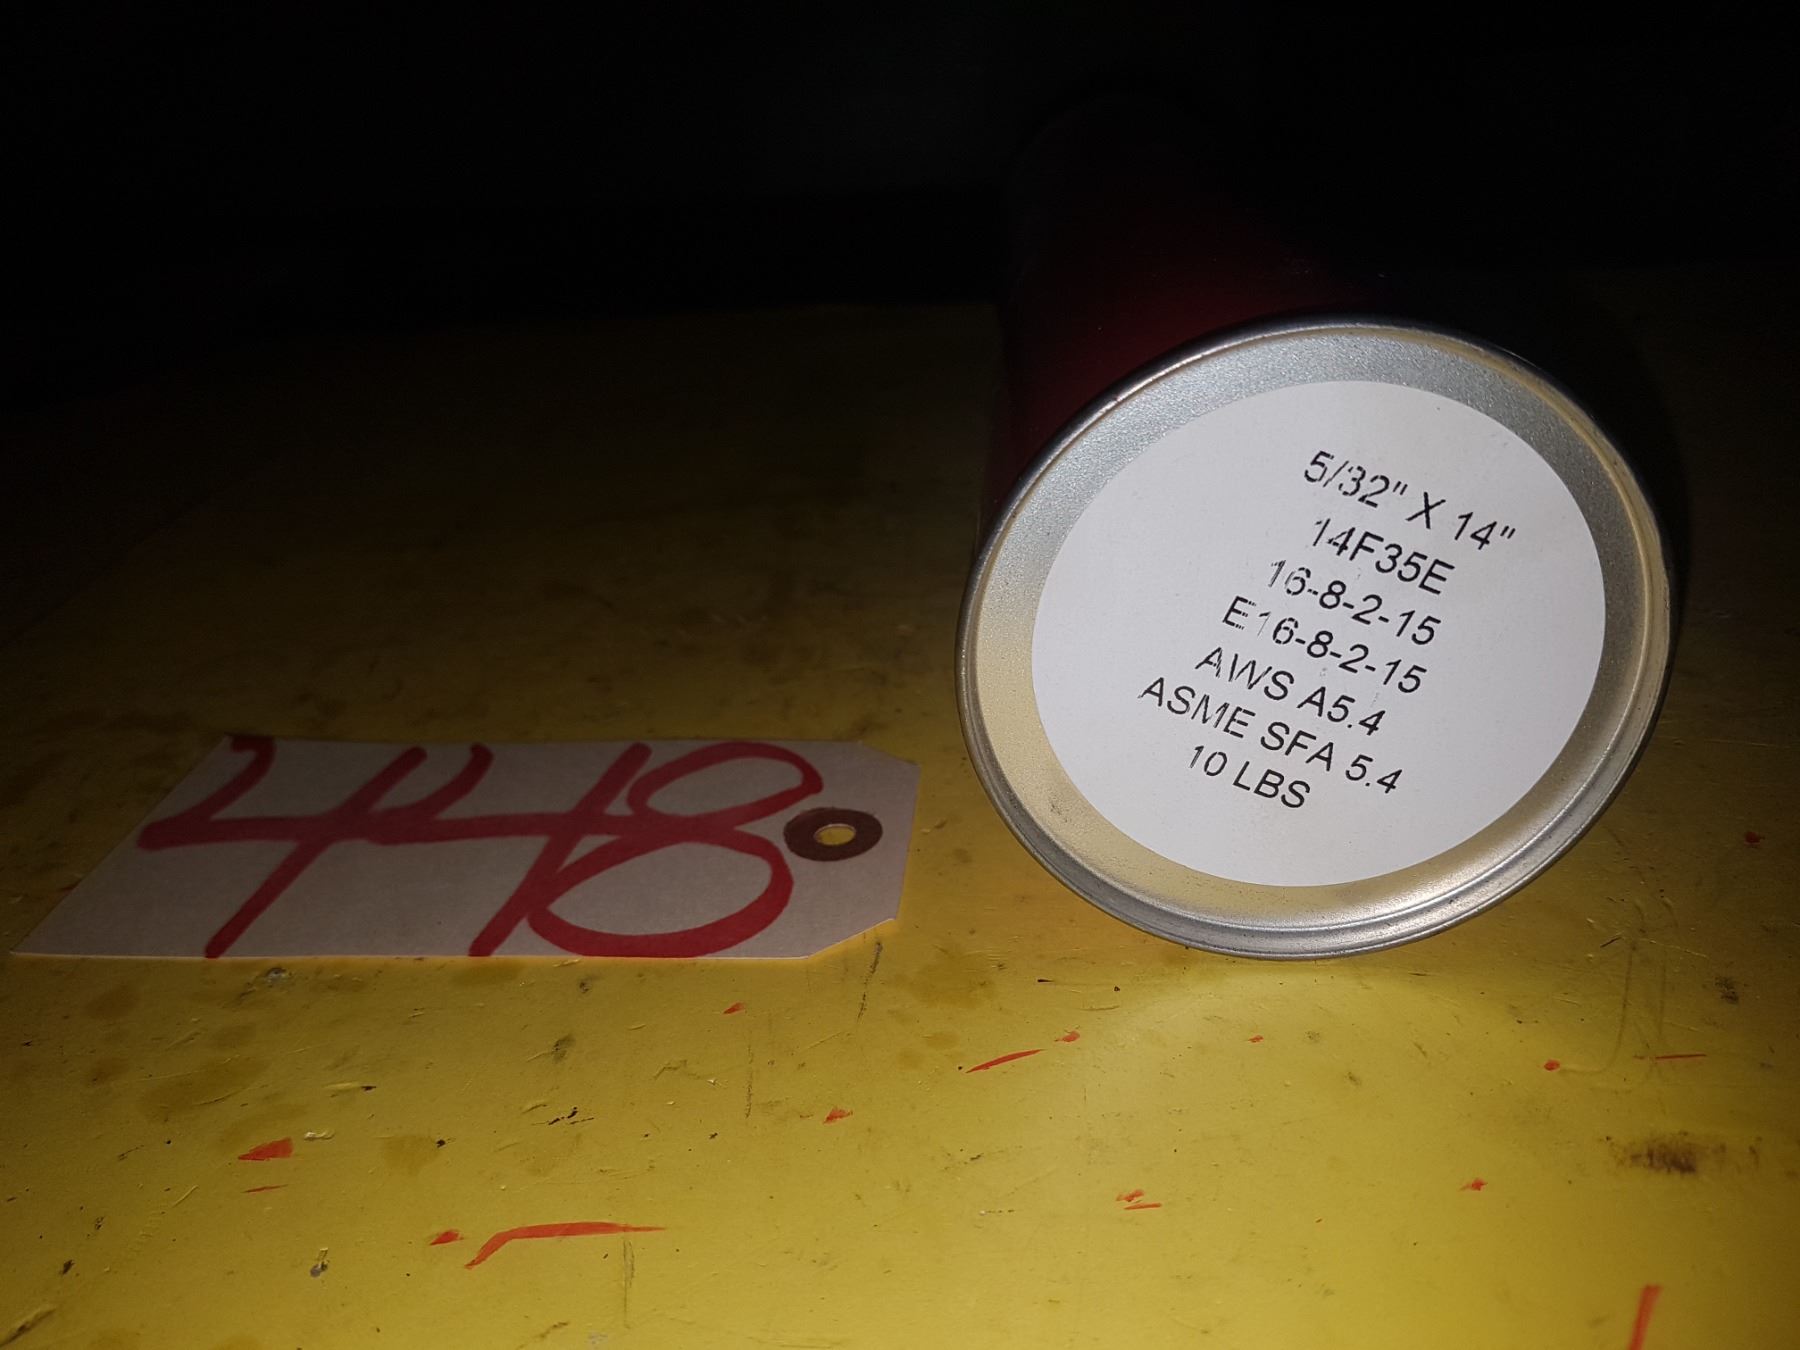 448
5/32" X 14"
14F35E
16-8-2-15
E16-8-2-15
AWS A5.4
ASME SFA 5.4
10 LBS